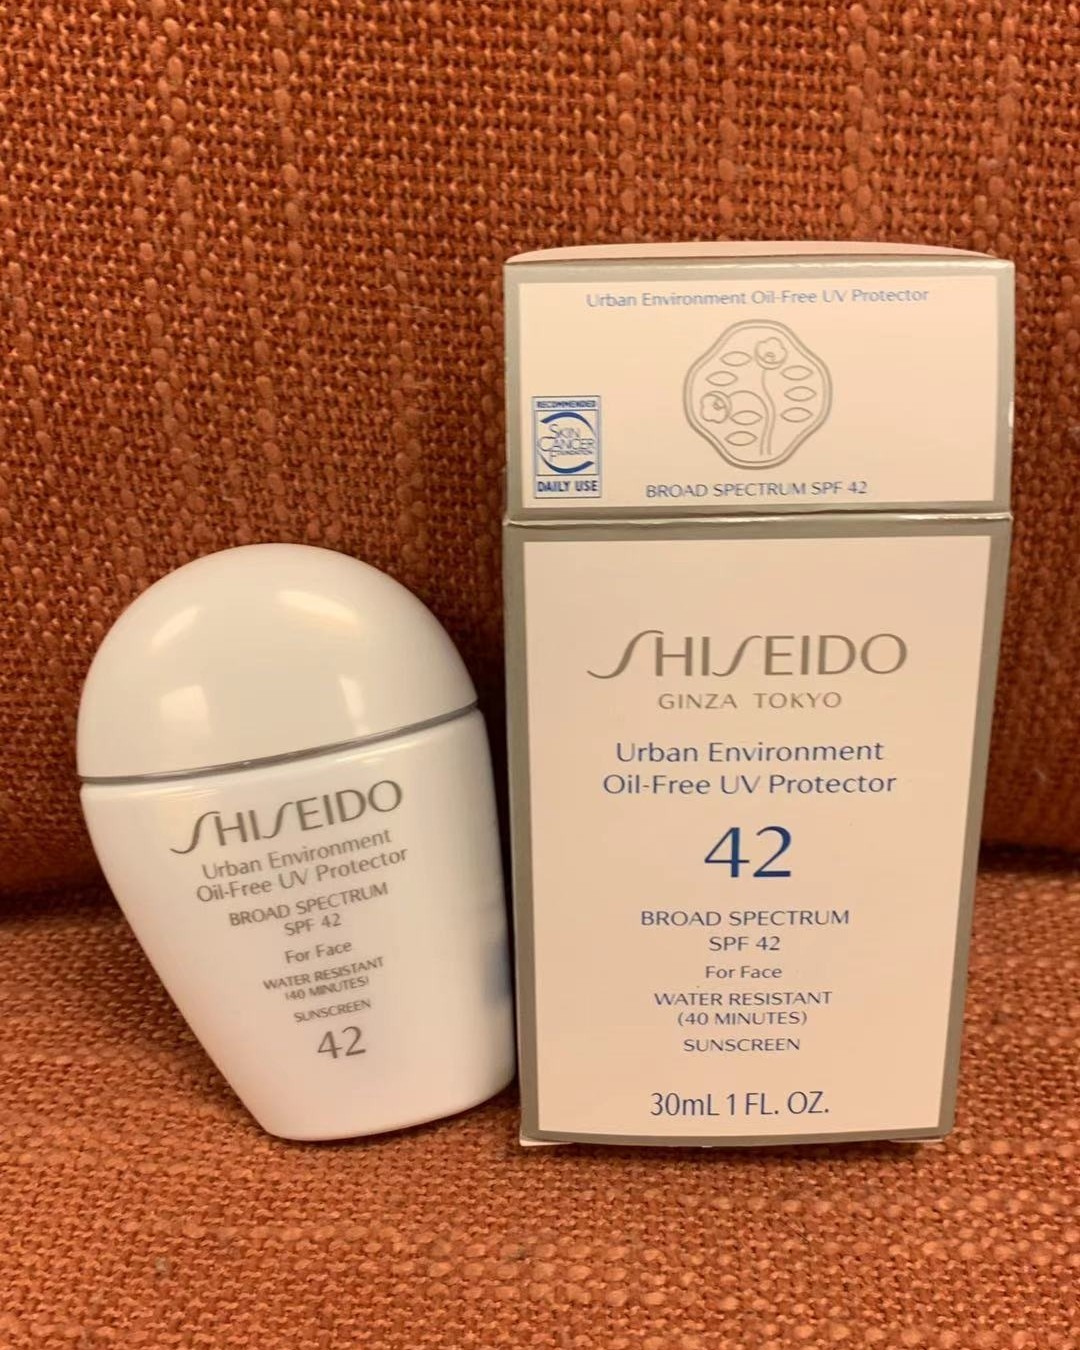 SHISEIDO
Urban Environment
Oil-Free UV Protector
BROAD SPECTRUM
SPF 42
For Face
WATER RESISTANT
(40 MINUTES)
SUNSCREEN
42
Urban Environment Oil-Free UV Protector
RECOMMENDED
SKIN
CANCER
FOUNDATION
DAILY USE
BROAD SPECTRUM SPF 42
SHISEIDO
GINZA TOKYO
Urban Environment
Oil-Free UV Protector
42
BROAD SPECTRUM
SPF 42
For Face
WATER RESISTANT
(40 MINUTES)
SUNSCREEN
30mL 1 FL. OZ.